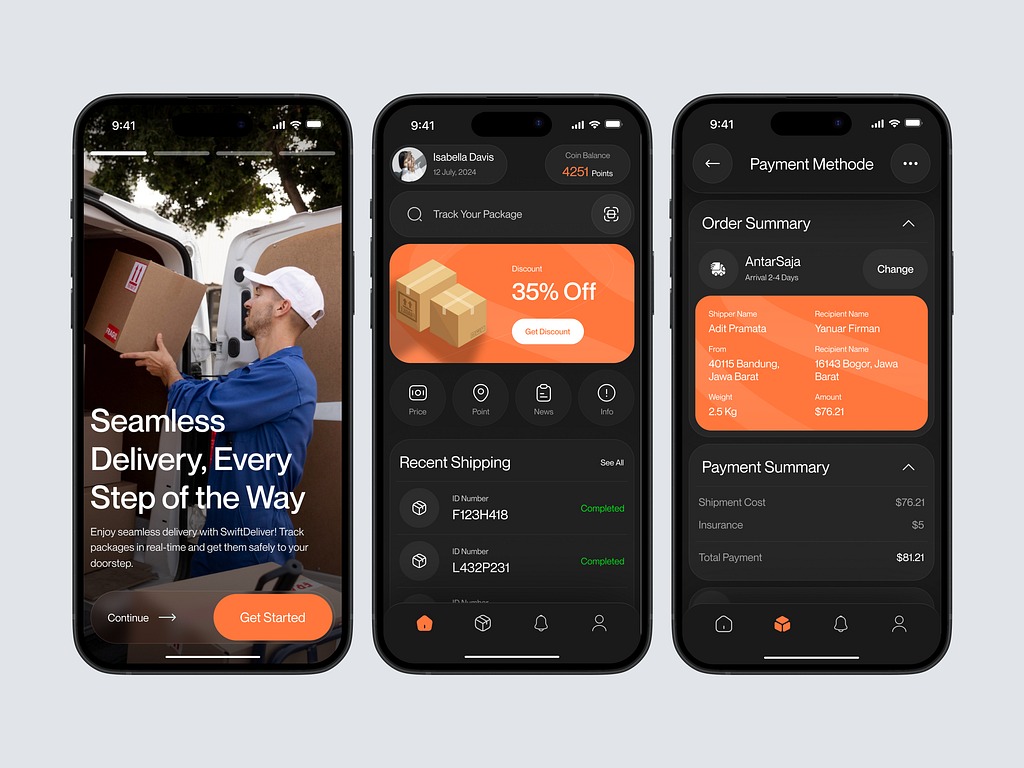 9:41
Seamless
Delivery, Every
Step of the Way
Enjoy seamless delivery with SwiftDeliver! Track
packages in real-time and get them safely to your
doorstep.
Continue
Get Started
9:41
Isabella Davis
12 July, 2024
Coin Balance
4251 Points
Track Your Package
Discount
35% Off
Get Discount
Price
Point
News
Info
Recent Shipping
See All
ID Number
F123H418
Completed
ID Number
L432P231
Completed
9:41
Payment Methode
Order Summary
AntarSaja
Arrival 2-4 Days
Change
Shipper Name
Recipient Name
Adit Pramata
Yanuar Firman
From
Recipient Name
40115 Bandung,
Jawa Barat
16143 Bogor, Jawa
Barat
Weight
Amount
2.5 Kg
$76.21
Payment Summary
Shipment Cost
$76.21
Insurance
$5
Total Payment
$81.21